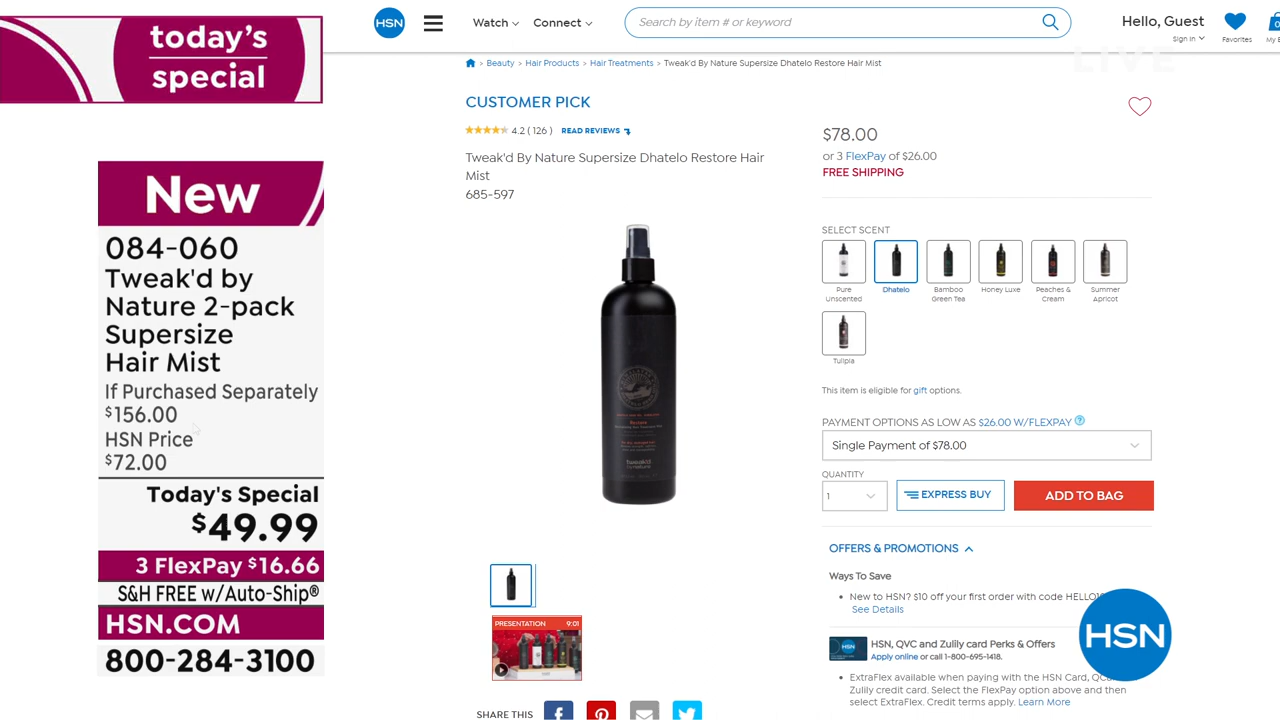 today's
special
New
084-060
Tweak'd by
Nature 2-pack
Supersize
Hair Mist
If Purchased Separately
$156.00
HSN Price
$72.00
Today's Special
$49.99
3 FlexPay $16.66
S&H FREE w/Auto-Ship®
HSN.COM
800-284-3100
HSN
Watch
Connect
Search by item # or keyword
Hello, Guest
Sign In
Favorites
0
LIVE
> Beauty > Hair Products > Hair Treatments > Tweak'd By Nature Supersize Dhatelo Restore Hair Mist
CUSTOMER PICK
4.2 ( 126 ) READ REVIEWS
Tweak'd By Nature Supersize Dhatelo Restore Hair
Mist
685-597
Restore
tweak'd
by nature
PRESENTATION 9:01
SHARE THIS
$78.00
or 3 FlexPay of $26.00
FREE SHIPPING
SELECT SCENT
Pure
Unscented
Dhatelo
Bamboo
Green Tea
Honey Luxe
Peaches &
Cream
Summer
Apricot
Tulipia
This item is eligible for gift options.
PAYMENT OPTIONS AS LOW AS $26.00 W/FLEXPAY ?
Single Payment of $78.00
QUANTITY
1
EXPRESS BUY
ADD TO BAG
OFFERS & PROMOTIONS
Ways To Save
New to HSN? $10 off your first order with code
See Details
HSN
HSN, QVC and Zulily card Perks & Offers
Apply online or call 1-800-695-1418.
ExtraFlex available when paying with the HSN Card,
Zulily credit card. Select the FlexPay option above and then
select ExtraFlex. Credit terms apply. Learn More
HSN